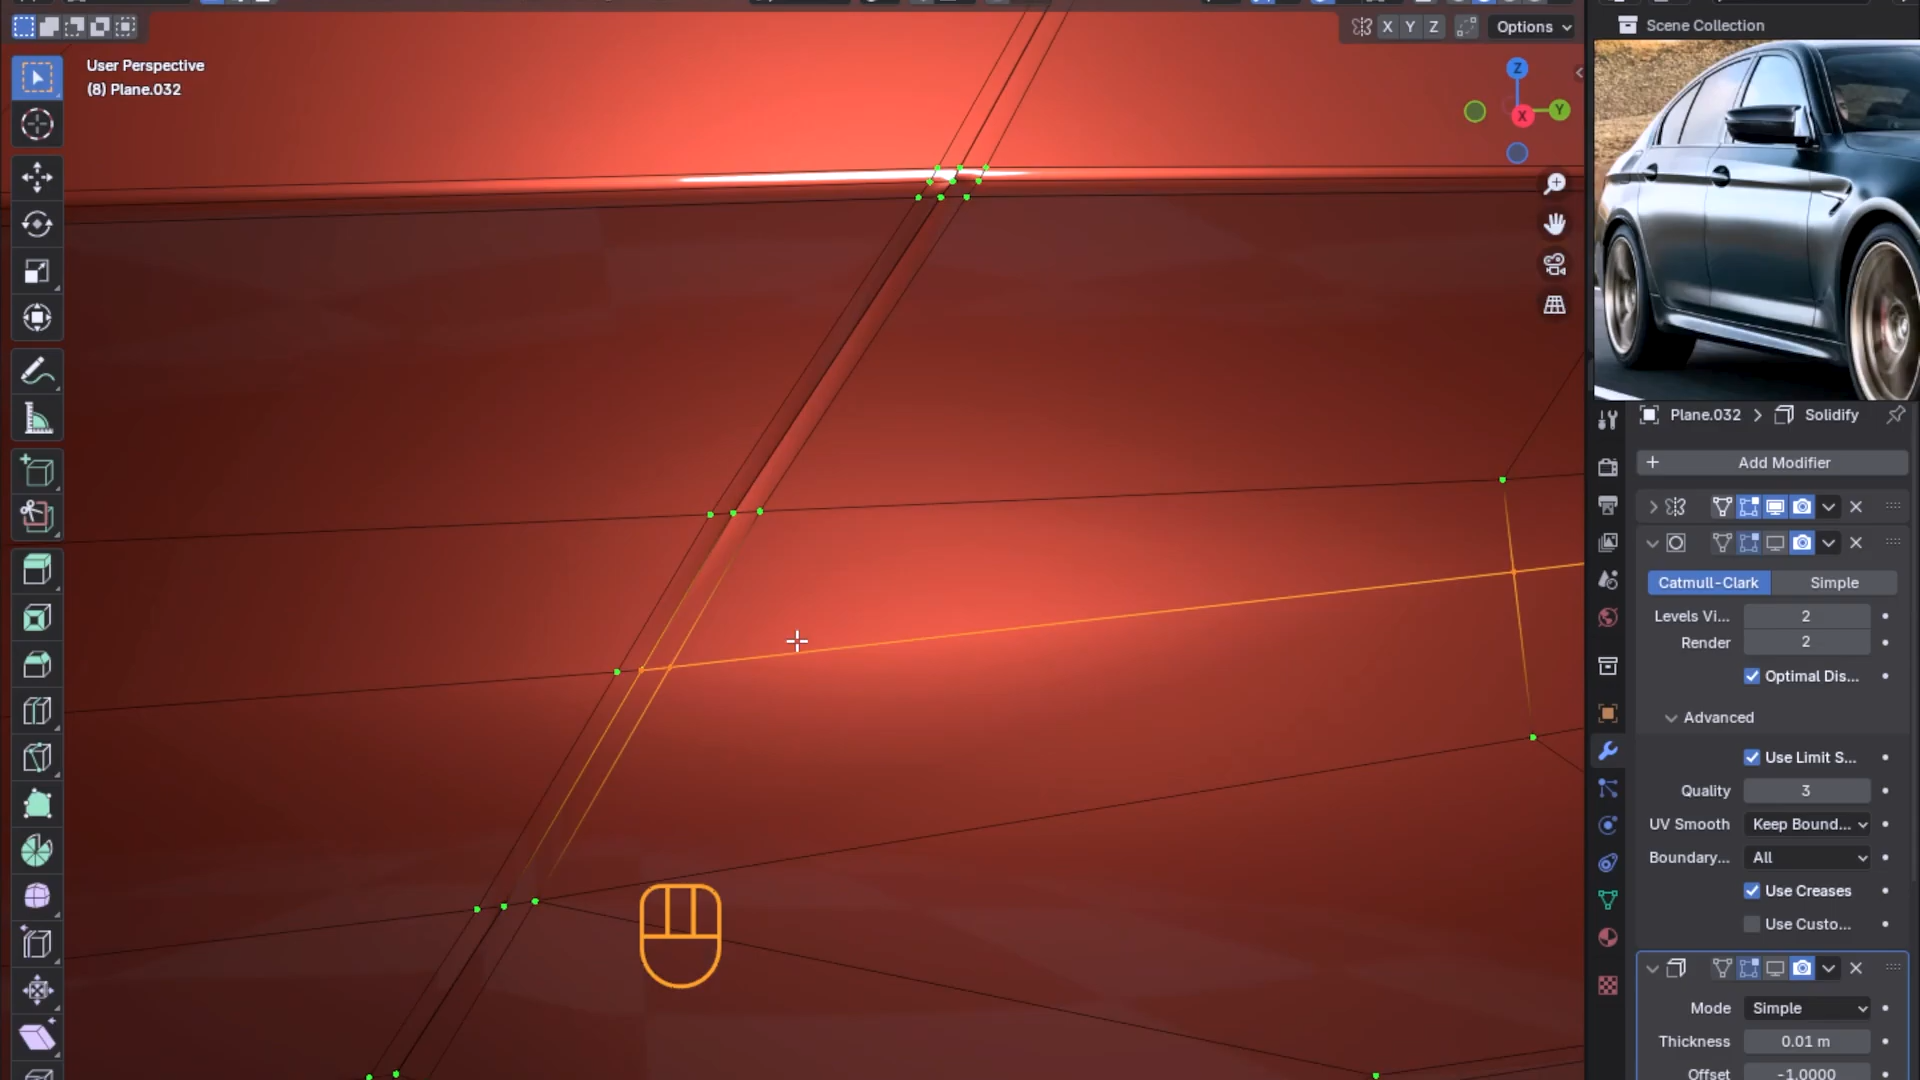 X Y Z
Options
Scene Collection
User Perspective
(8) Plane.032
Z
Y
X
Plane.032 > Solidify
Add Modifier
Catmull-Clark Simple
Levels Vi... 2
Render 2
Optimal Dis...
Advanced
Use Limit S...
Quality 3
UV Smooth Keep Bound...
Boundary... All
Use Creases
Use Custo...
Mode Simple
Thickness 0.01 m
Offset -1.0000